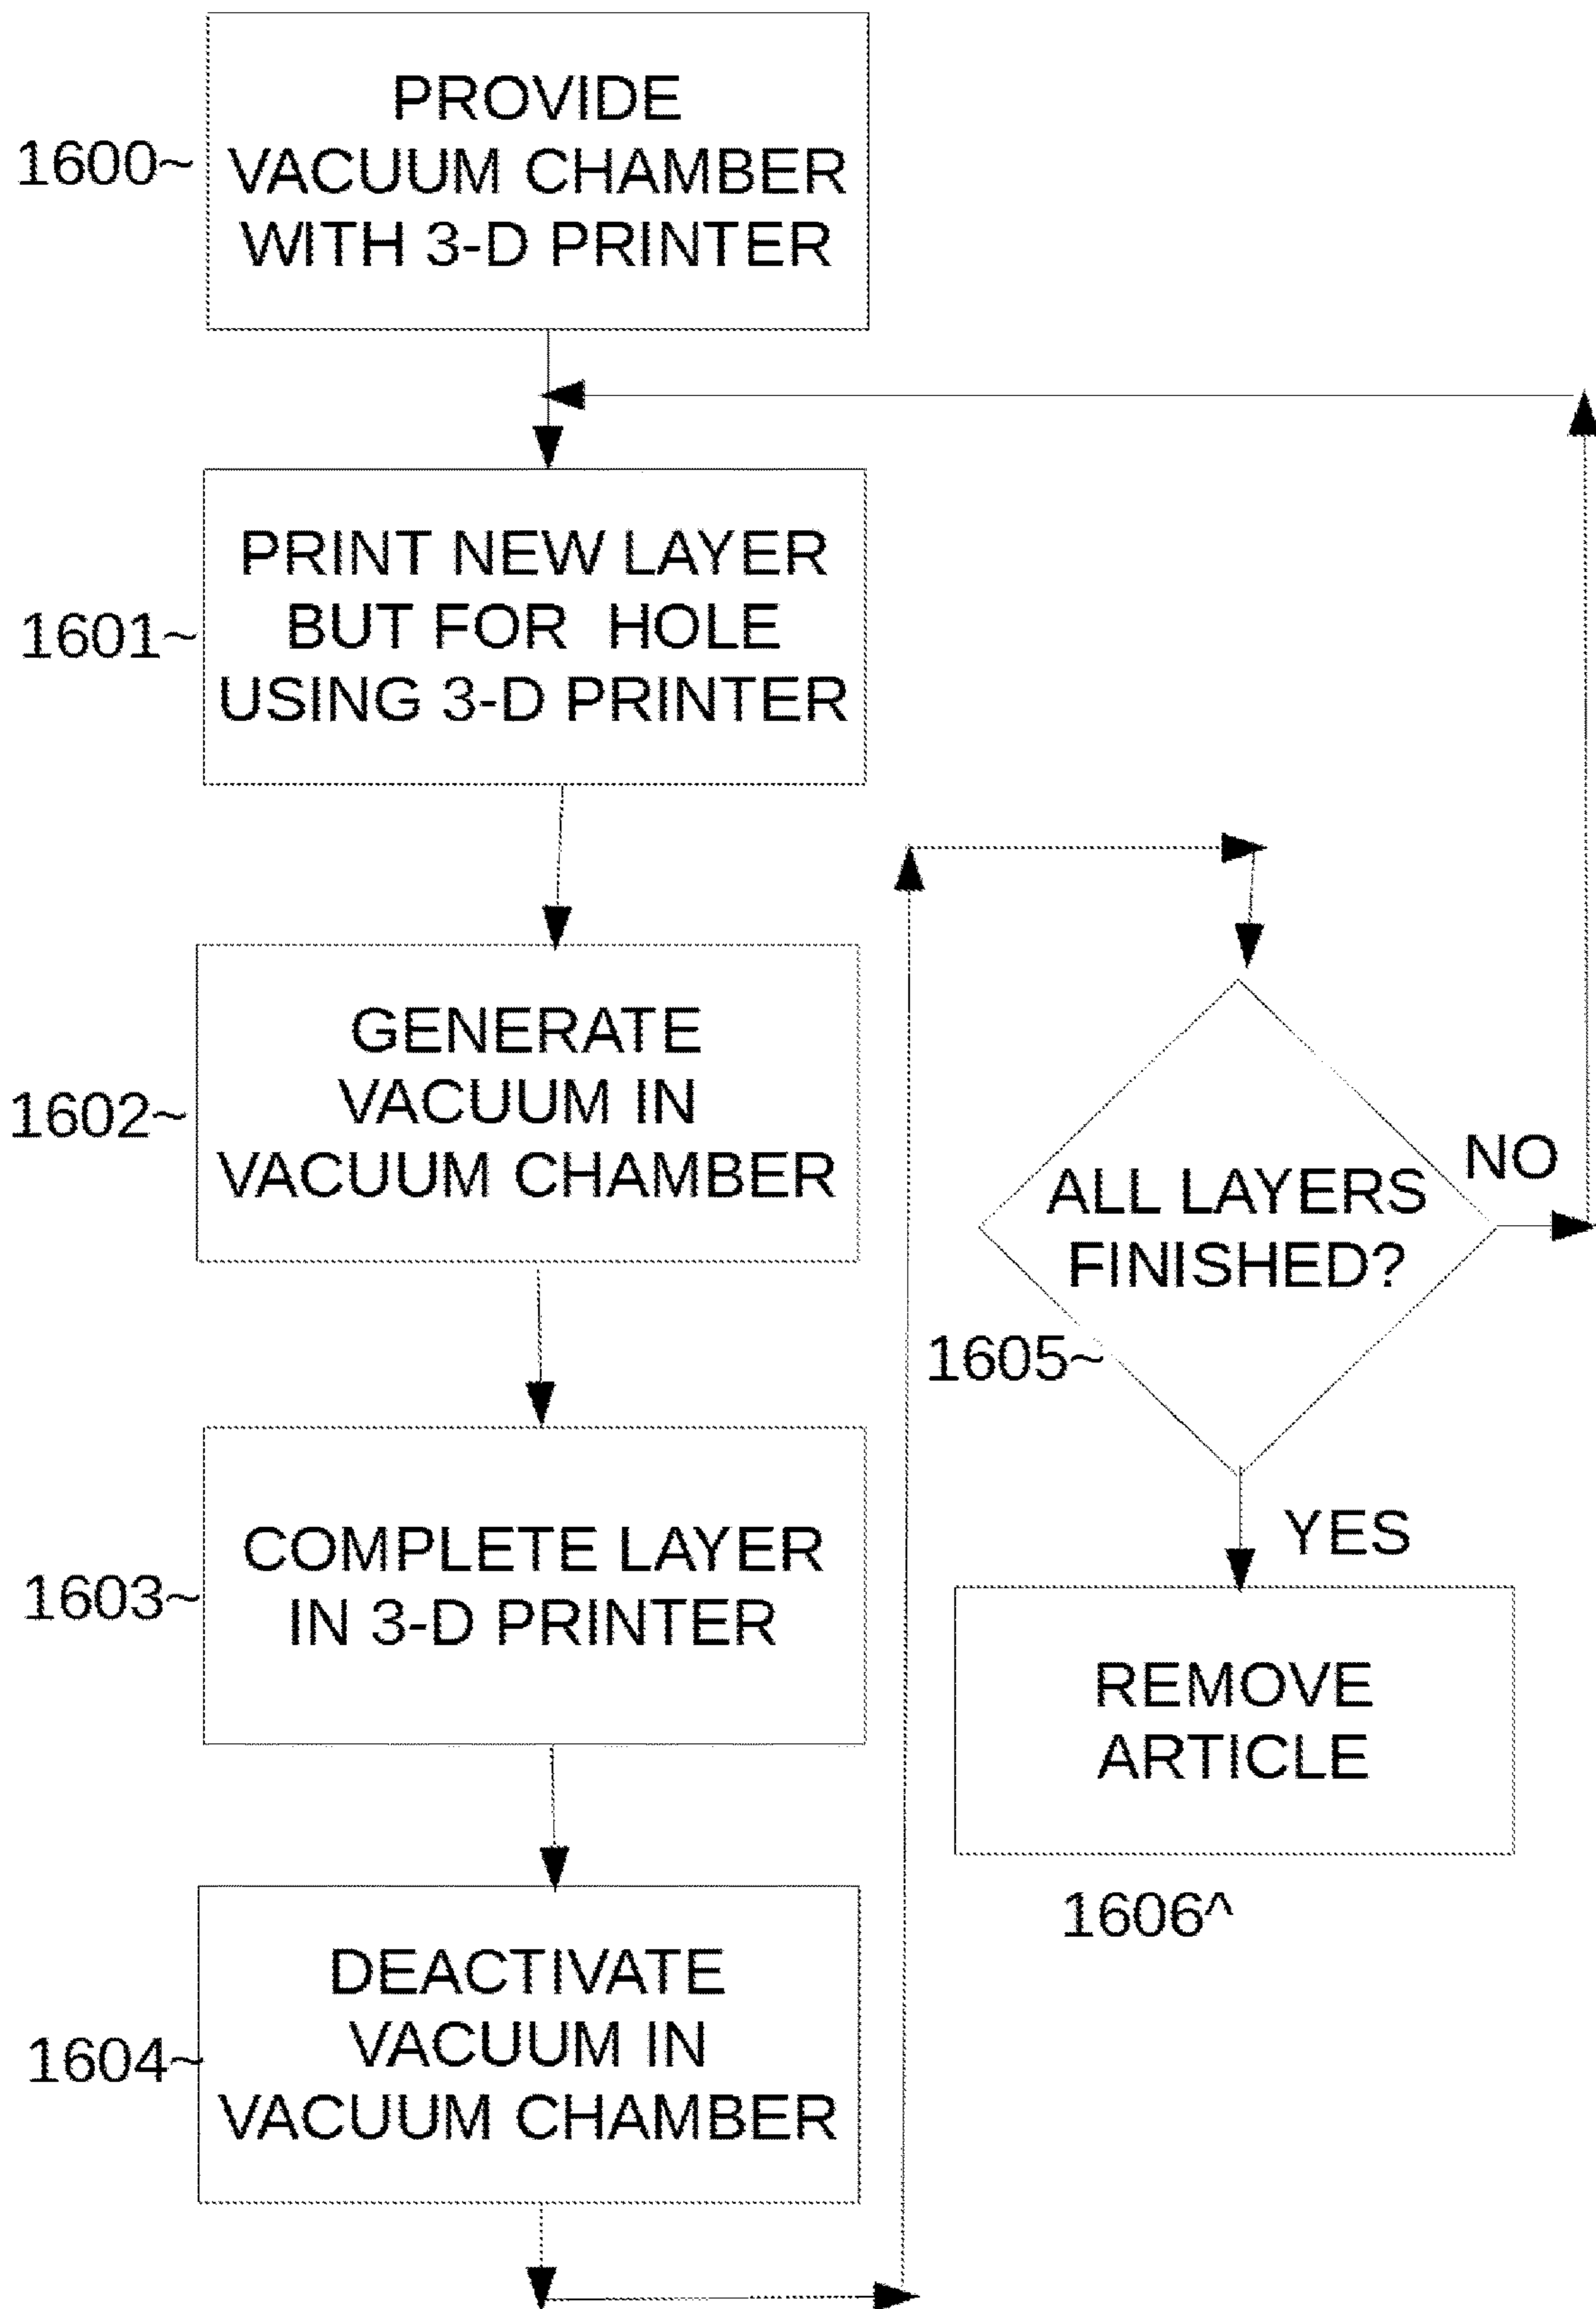 PROVIDE
VACUUM CHAMBER
WITH 3-D PRINTER
1600~
PRINT NEW LAYER
BUT FOR HOLE
USING 3-D PRINTER
1601~
GENERATE
VACUUM IN
VACUUM CHAMBER
1602~
COMPLETE LAYER
IN 3-D PRINTER
1603~
DEACTIVATE
VACUUM IN
VACUUM CHAMBER
1604~
ALL LAYERS
FINISHED?
1605~
NO
YES
REMOVE
ARTICLE
1606^